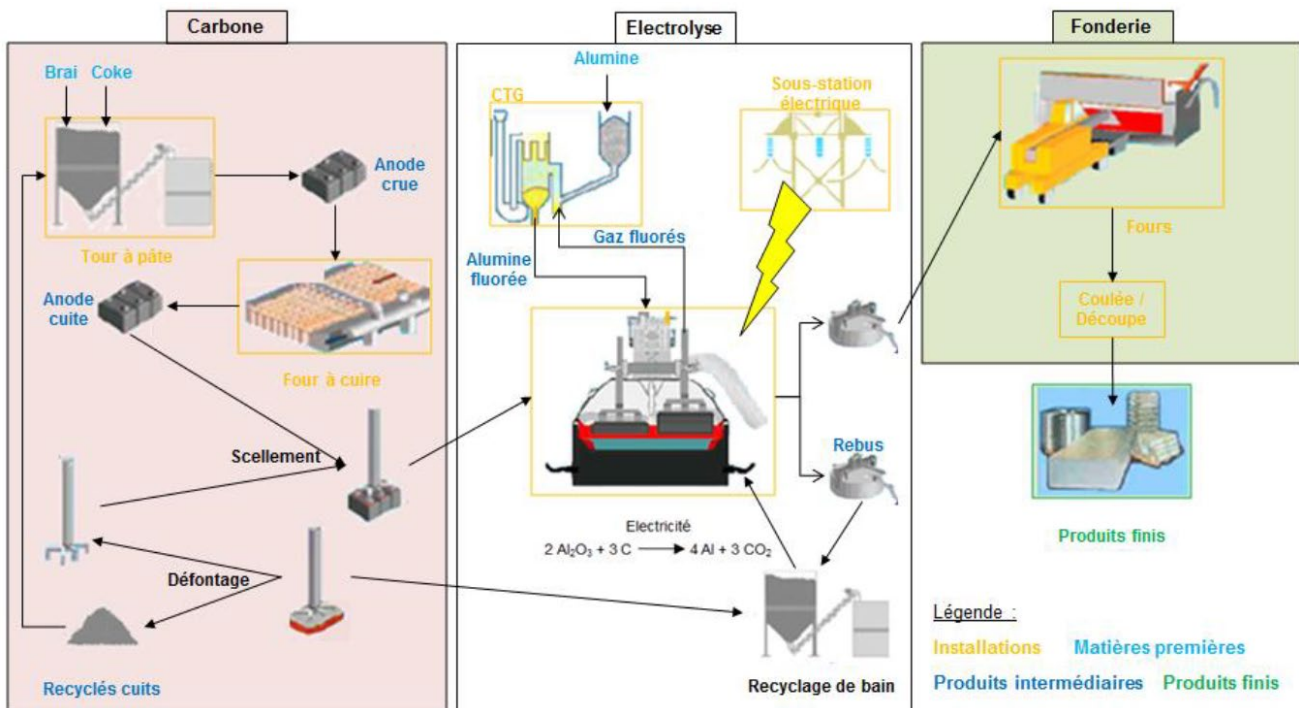 Carbone
Electrolyse
Fonderie
Brai
Coke
Tour à pâte
Anode
crue
Anode
cuite
Four à cuire
Scellement
Défontage
Recyclés cuits
Alumine
CTG
Sous-station
électrique
Gaz fluorés
Alumine
fluorée
Rebus
Electricité
2 Al₂O₃ + 3 C → 4 Al + 3 CO₂
Recyclage de bain
Fours
Coulée /
Découpe
Produits finis
Légende :
Installations
Matières premières
Produits intermédiaires
Produits finis